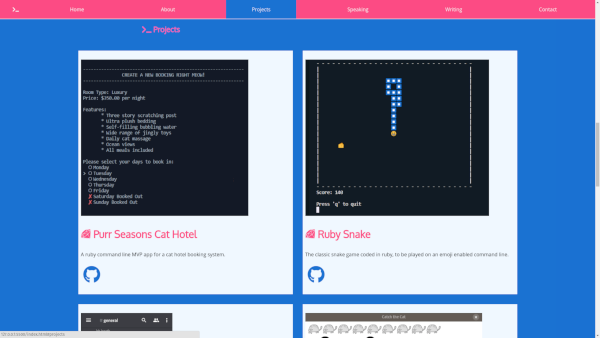 Home
About
Projects
Speaking
Writing
Contact
Projects
CREATE A NEW BOOKING RIGHT MEOW!
Room Type: Luxury
Price: $350.00 per night
Features:
* Three story scratching post
* Ultra plush bedding
* Self-filling bubbling water
* Wide range of jingly toys
* Daily cat massage
* Ocean views
* All meals included
Please select your days to book in:
Monday
Tuesday
Wednesday
Thursday
Friday
Saturday Booked Out
Sunday Booked Out
Score: 140
Press "q" to quit
Purr Seasons Cat Hotel
A ruby command line MVP app for a cat hotel booking system.
Ruby Snake
The classic snake game coded in ruby, to be played on an emoji enabled command line.
general
Catch the Cat